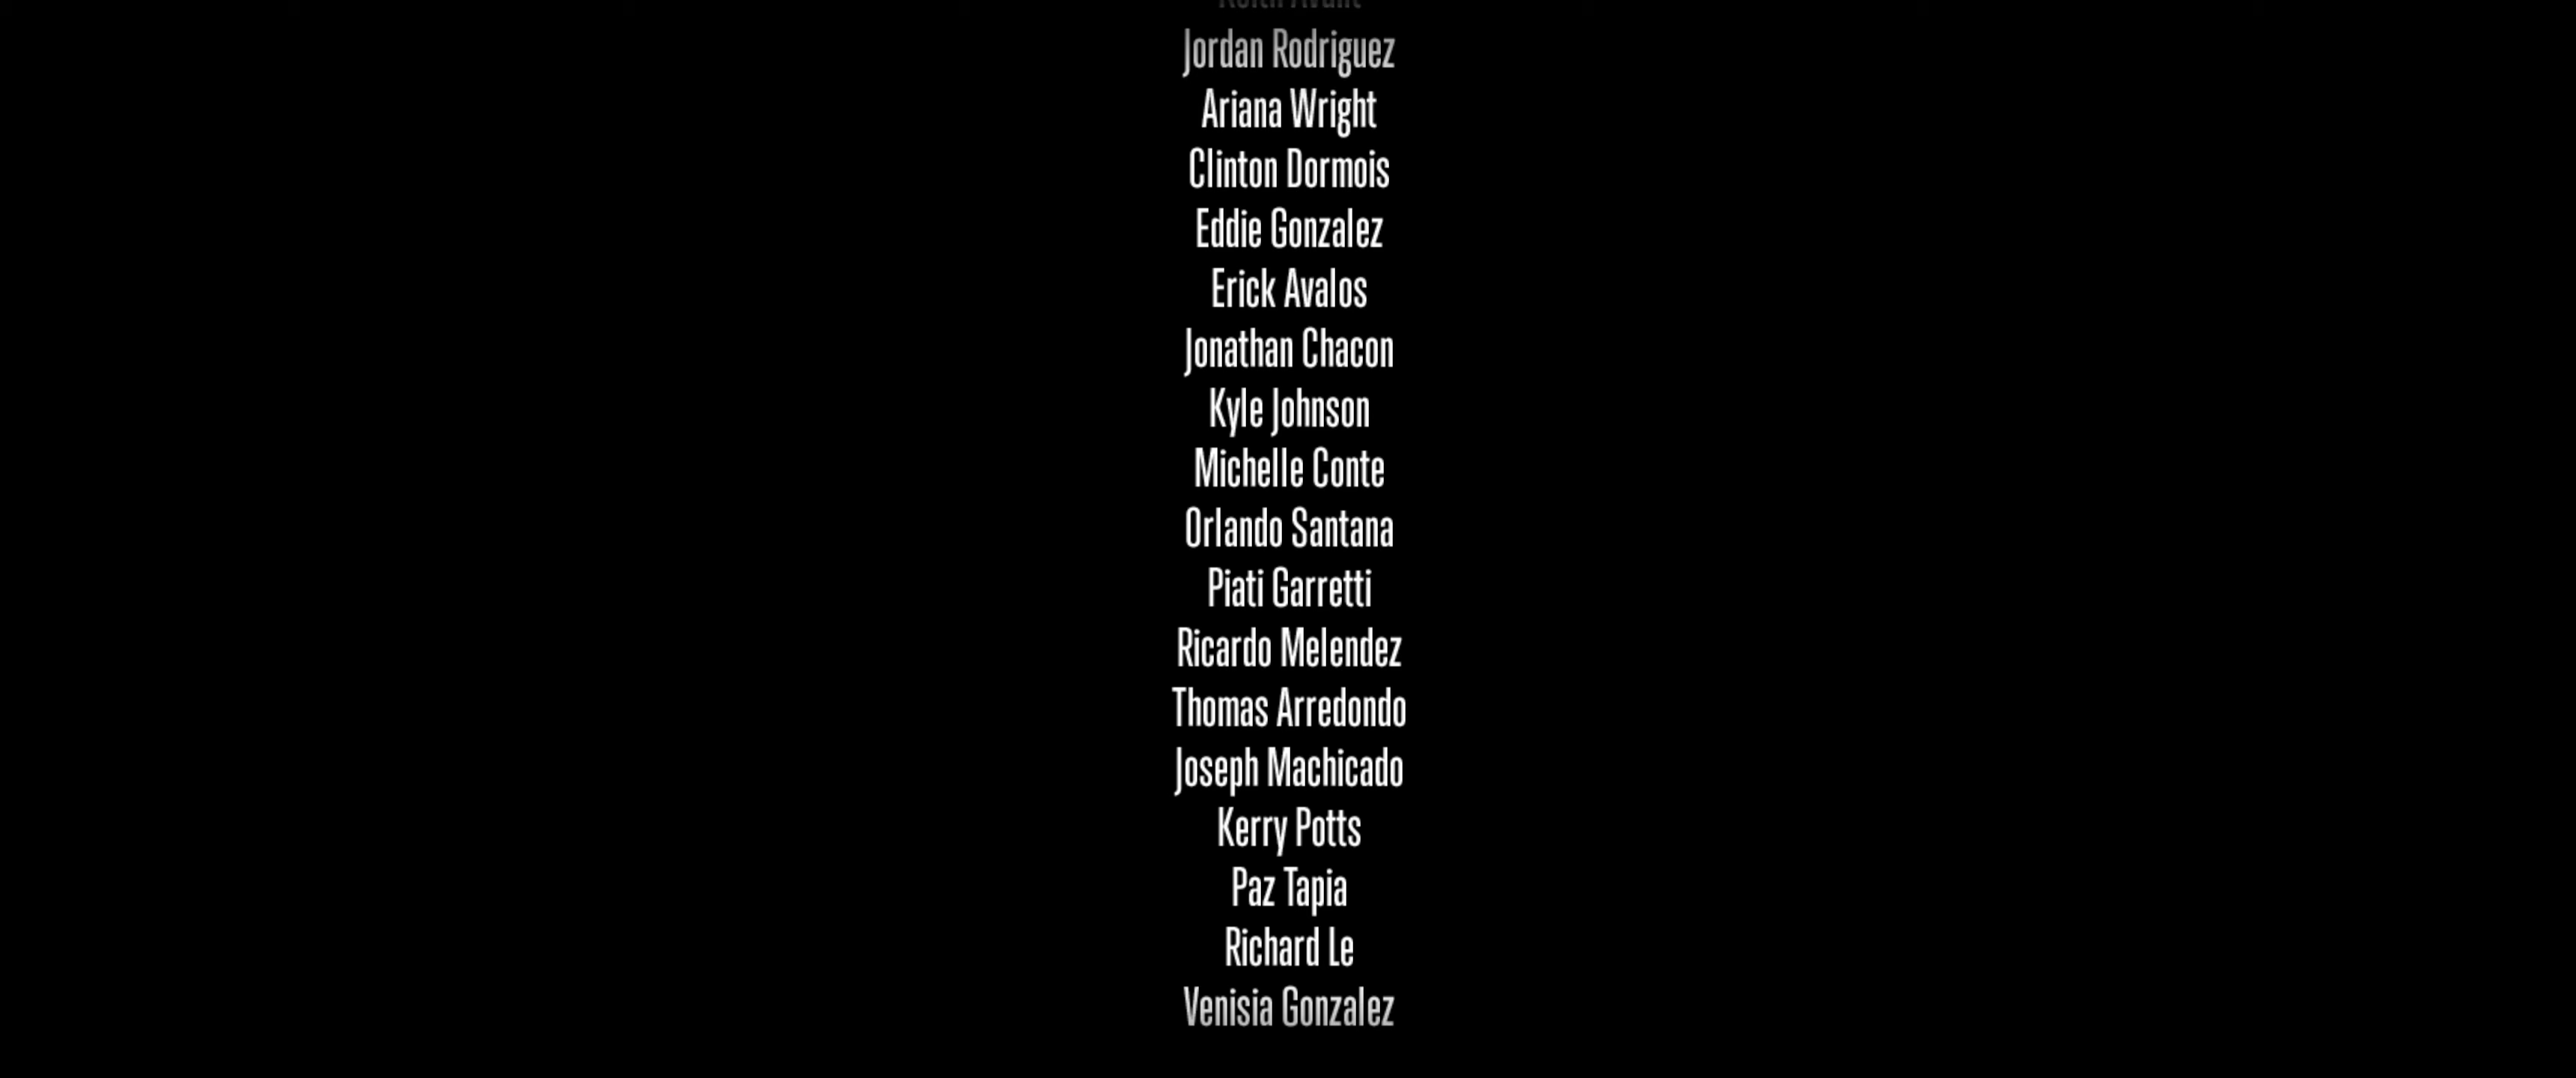 Jordan Rodriguez
Ariana Wright
Clinton Dormois
Eddie Gonzalez
Erick Avalos
Jonathan Chacon
Kyle Johnson
Michelle Conte
Orlando Santana
Piati Garretti
Ricardo Melendez
Thomas Arredondo
Joseph Machicado
Kerry Potts
Paz Tapia
Richard Le
Venisia Gonzalez